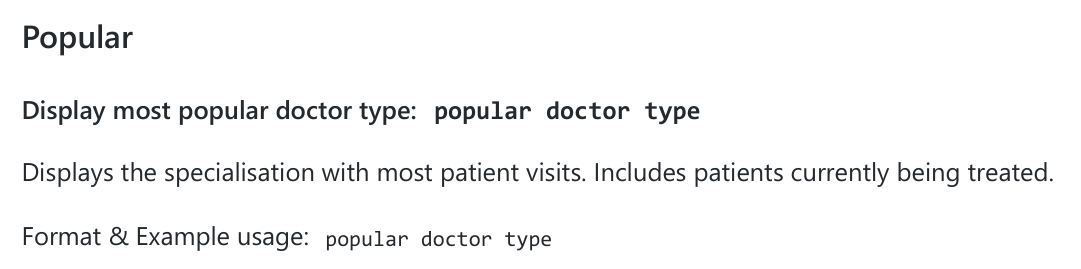 Popular
Display most popular doctor type: popular doctor type
Displays the specialisation with most patient visits. Includes patients currently being treated.
Format & Example usage: popular doctor type